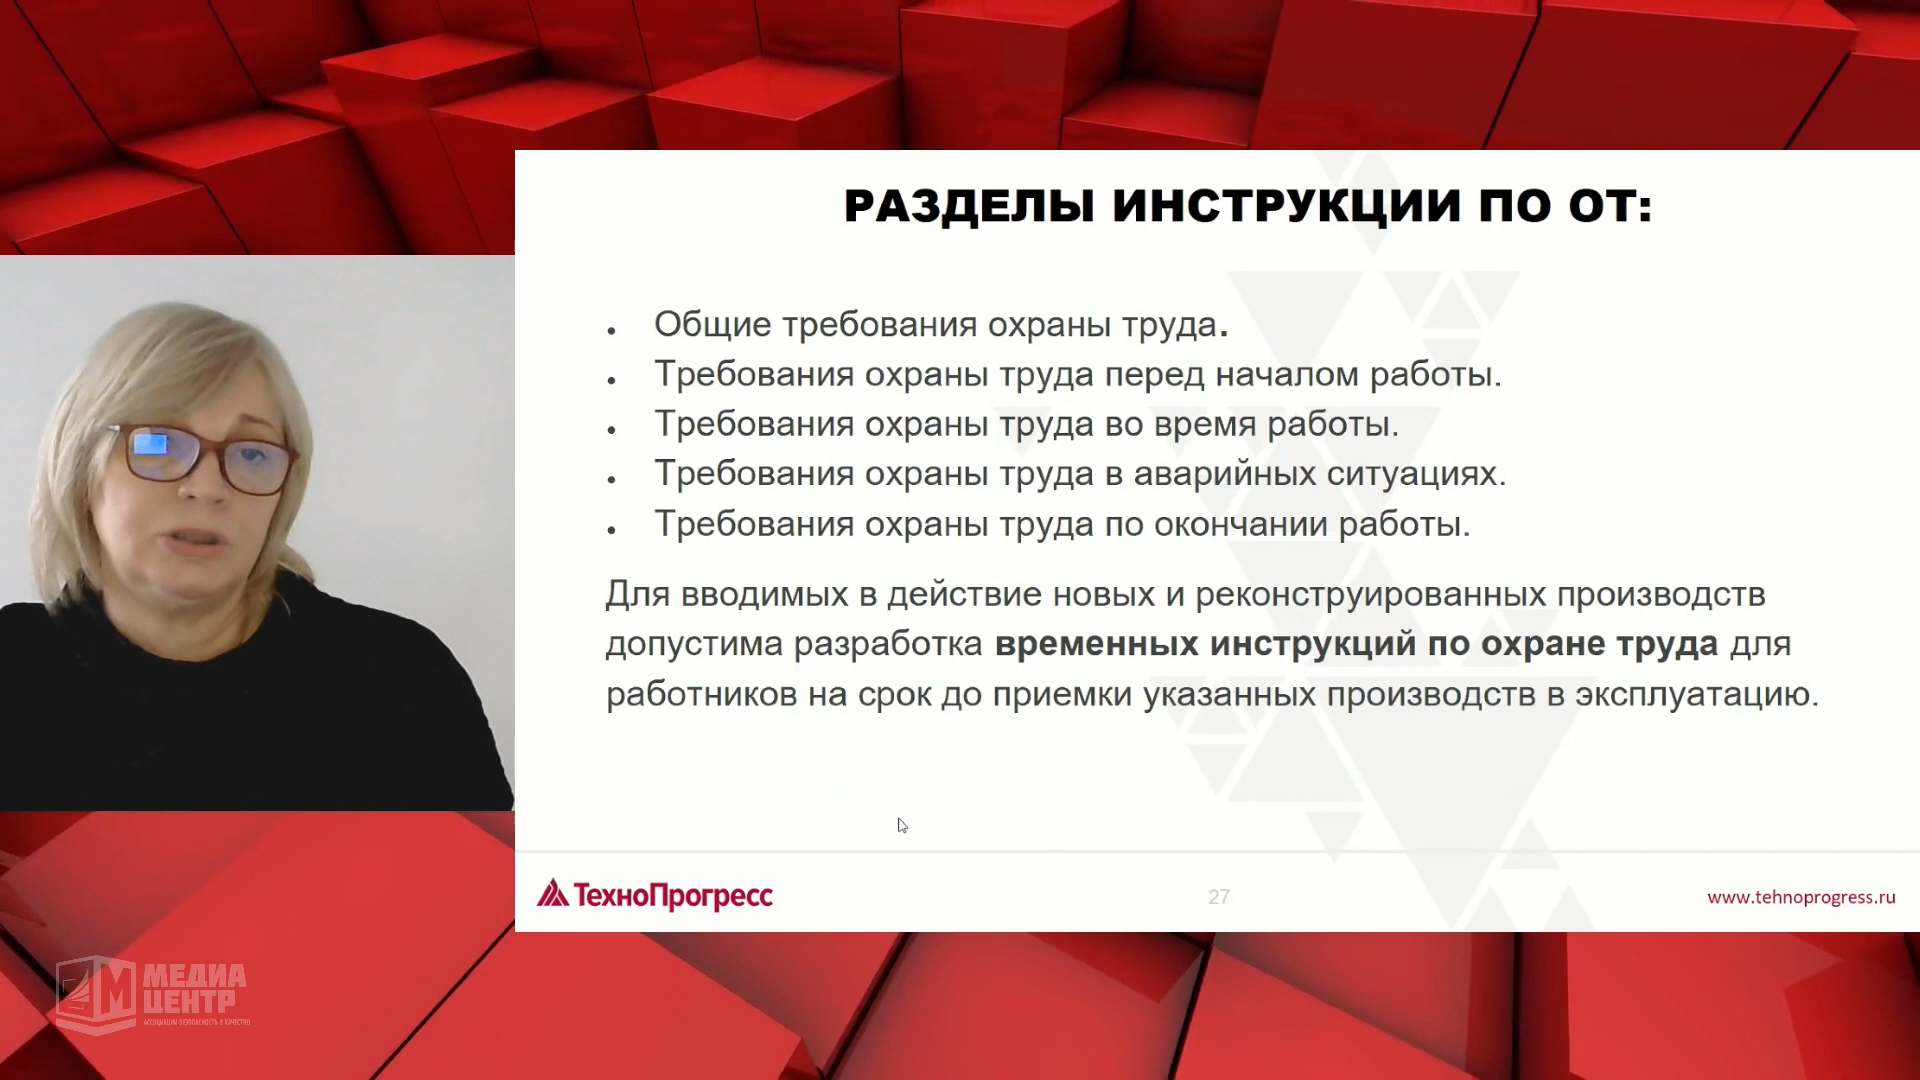 РАЗДЕЛЫ ИНСТРУКЦИИ ПО ОТ:
• Общие требования охраны труда.
• Требования охраны труда перед началом работы.
• Требования охраны труда во время работы.
• Требования охраны труда в аварийных ситуациях.
• Требования охраны труда по окончании работы.
Для вводимых в действие новых и реконструированных производств
допустима разработка временных инструкций по охране труда для
работников на срок до приемки указанных производств в эксплуатацию.
ТехноПрогресс
27
www.tehnoprogress.ru
МЕДИА
ЦЕНТР
АССОЦИАЦИИ БЕЗОПАСНОСТЬ И КАЧЕСТВО